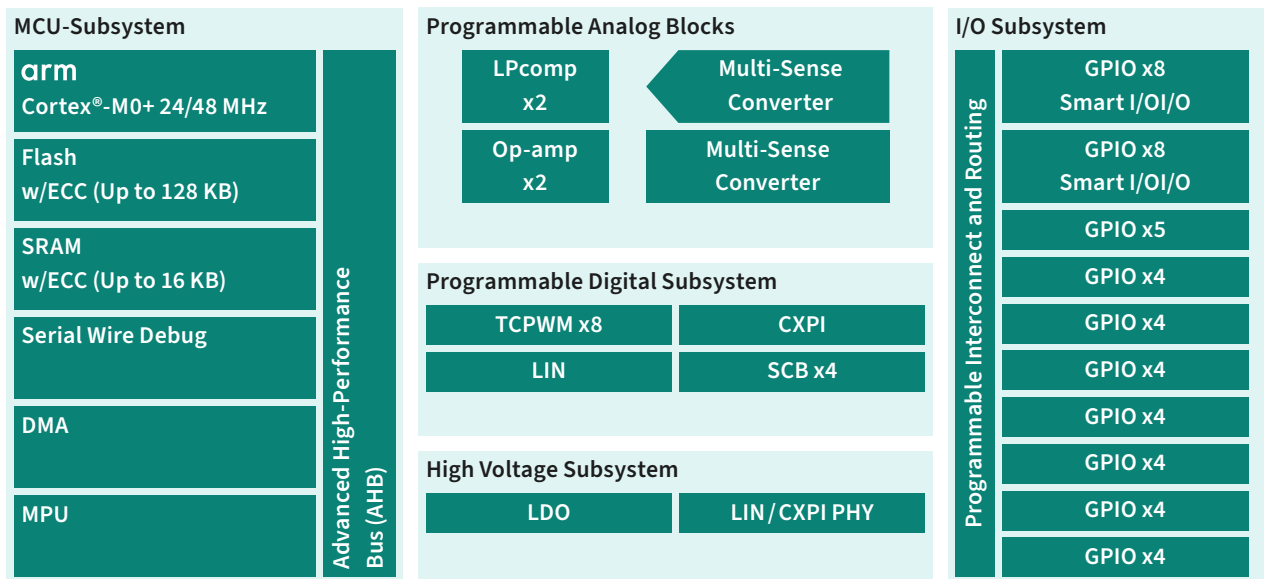 MCU-Subsystem
arm
Cortex®-M0+ 24/48 MHz
Flash
w/ECC (Up to 128 KB)
SRAM
w/ECC (Up to 16 KB)
Serial Wire Debug
DMA
MPU
Advanced High-Performance
Bus (AHB)
Programmable Analog Blocks
LPcomp
x2
Multi-Sense
Converter
Op-amp
x2
Multi-Sense
Converter
Programmable Digital Subsystem
TCPWM x8
CXPI
LIN
SCB x4
High Voltage Subsystem
LDO
LIN/CXPI PHY
I/O Subsystem
Programmable Interconnect and Routing
GPIO x8
Smart I/OI/O
GPIO x8
Smart I/OI/O
GPIO x5
GPIO x4
GPIO x4
GPIO x4
GPIO x4
GPIO x4
GPIO x4
GPIO x4